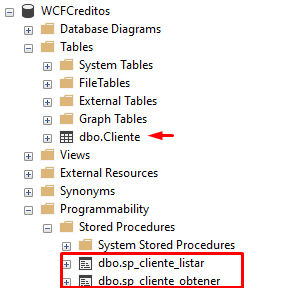 WCFCreditos
Database Diagrams
Tables
System Tables
FileTables
External Tables
Graph Tables
dbo.Cliente
Views
External Resources
Synonyms
Programmability
Stored Procedures
System Stored Procedures
dbo.sp_cliente_listar
dbo.sp_cliente_obtener